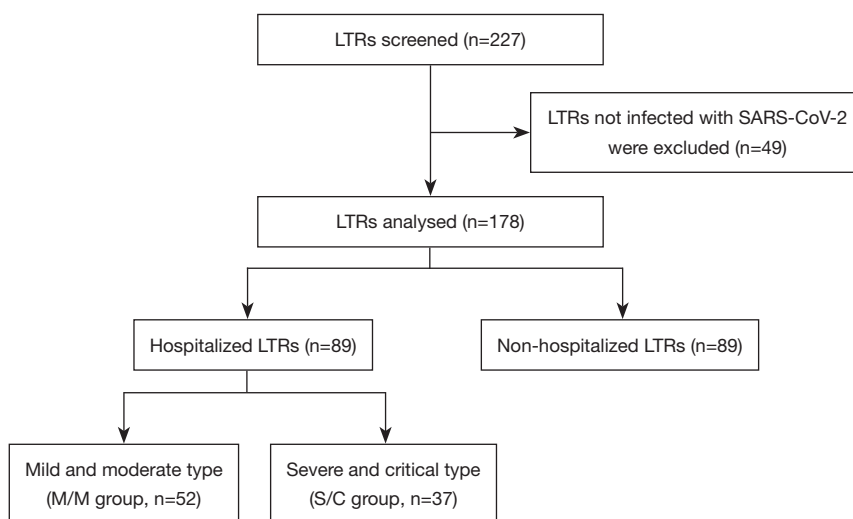 LTRs screened (n=227)
LTRs not infected with SARS-CoV-2
were excluded (n=49)
LTRs analysed (n=178)
Hospitalized LTRs (n=89)
Non-hospitalized LTRs (n=89)
Mild and moderate type
(M/M group, n=52)
Severe and critical type
(S/C group, n=37)